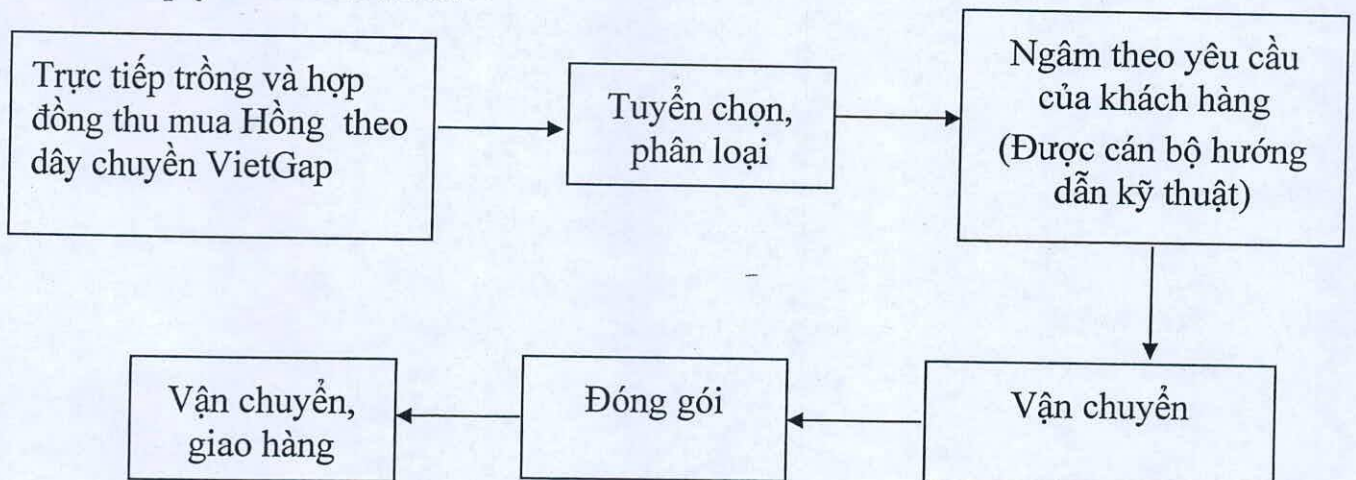 Trực tiếp trồng và hợp
đồng thu mua Hồng theo
dây chuyền VietGap
Tuyển chọn,
phân loại
Ngâm theo yêu cầu
của khách hàng
(Được cán bộ hướng
dẫn kỹ thuật)
Vận chuyển
Đóng gói
Vận chuyển,
giao hàng